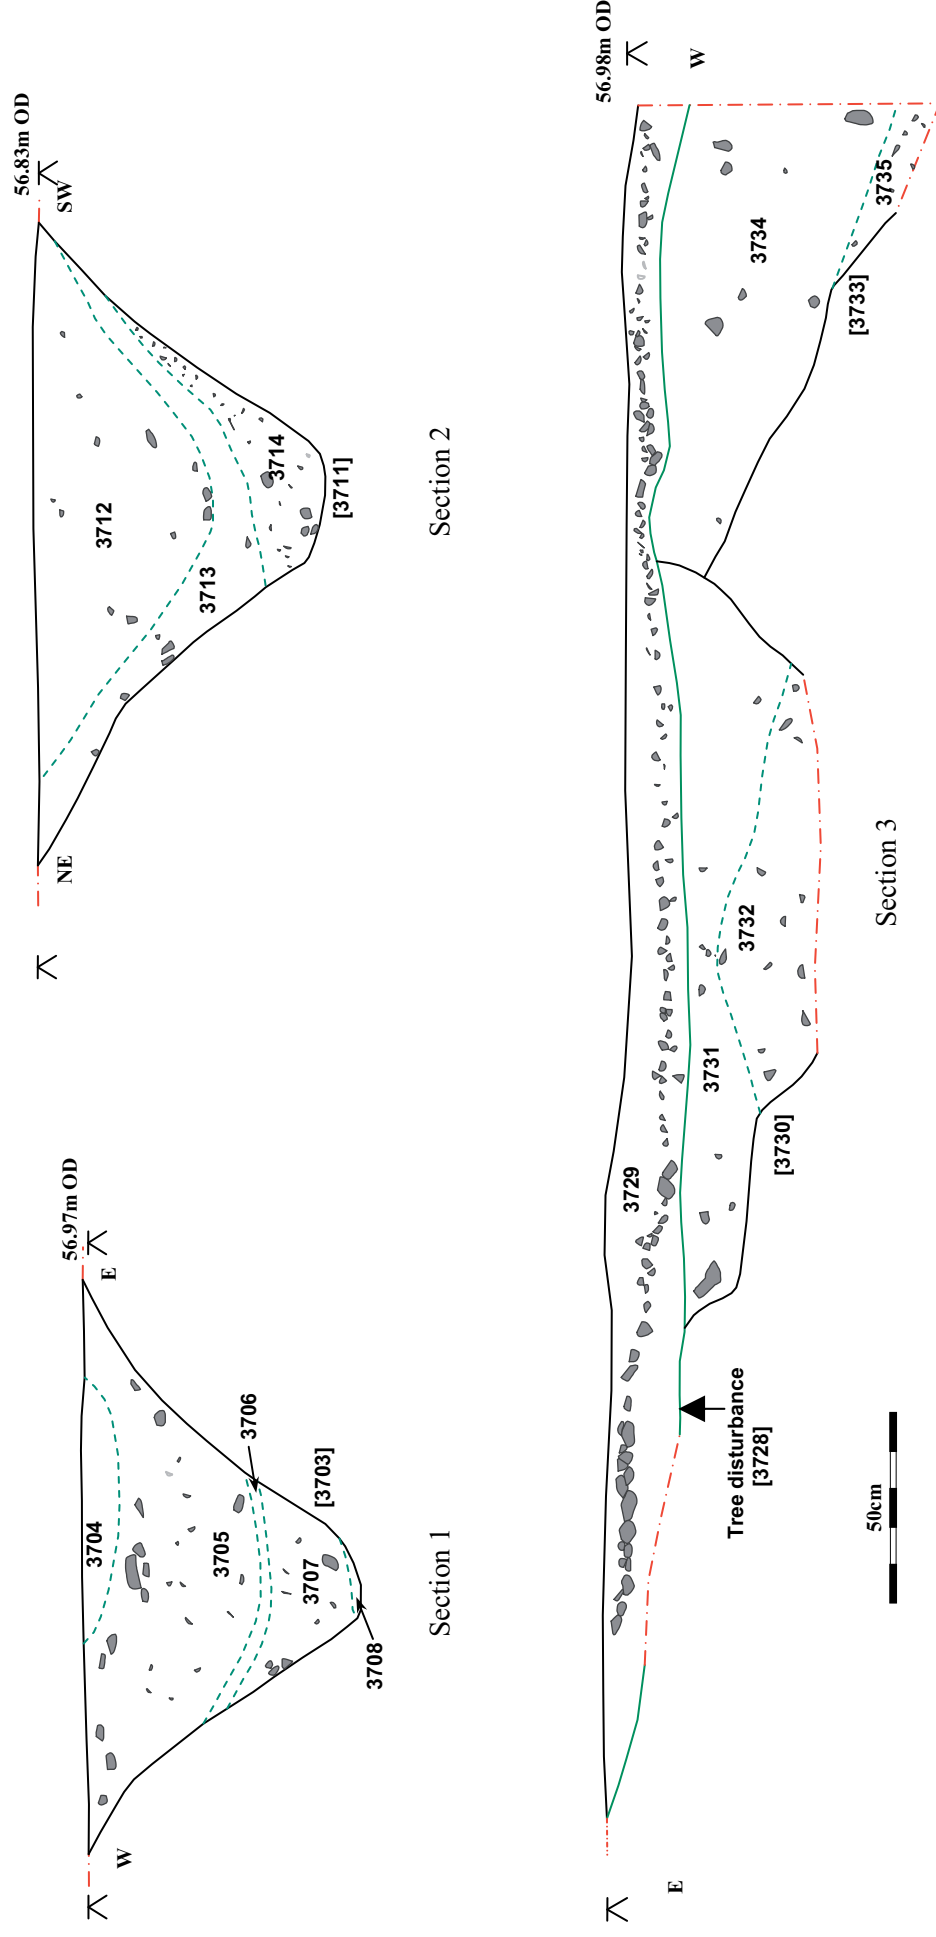 56.97m OD
W
E
3704
3705
3706
3707
3708
[3703]
Section 1
56.83m OD
NE
SW
3712
3713
3714
[3711]
Section 2
56.98m OD
E
W
3729
3731
3732
[3730]
3734
3735
[3733]
Tree disturbance
[3728]
Section 3
50cm